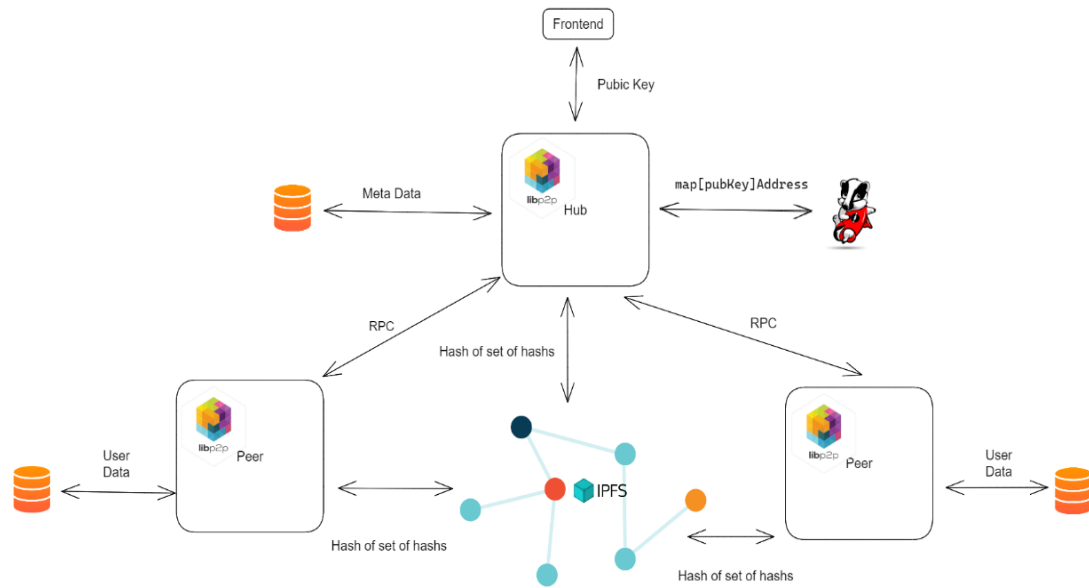 Frontend
Pubic Key
libp2p
Hub
Meta Data
map[pubKey]Address
RPC
RPC
Hash of set of hashs
libp2p
Peer
libp2p
Peer
User
Data
User
Data
IPFS
Hash of set of hashs
Hash of set of hashs